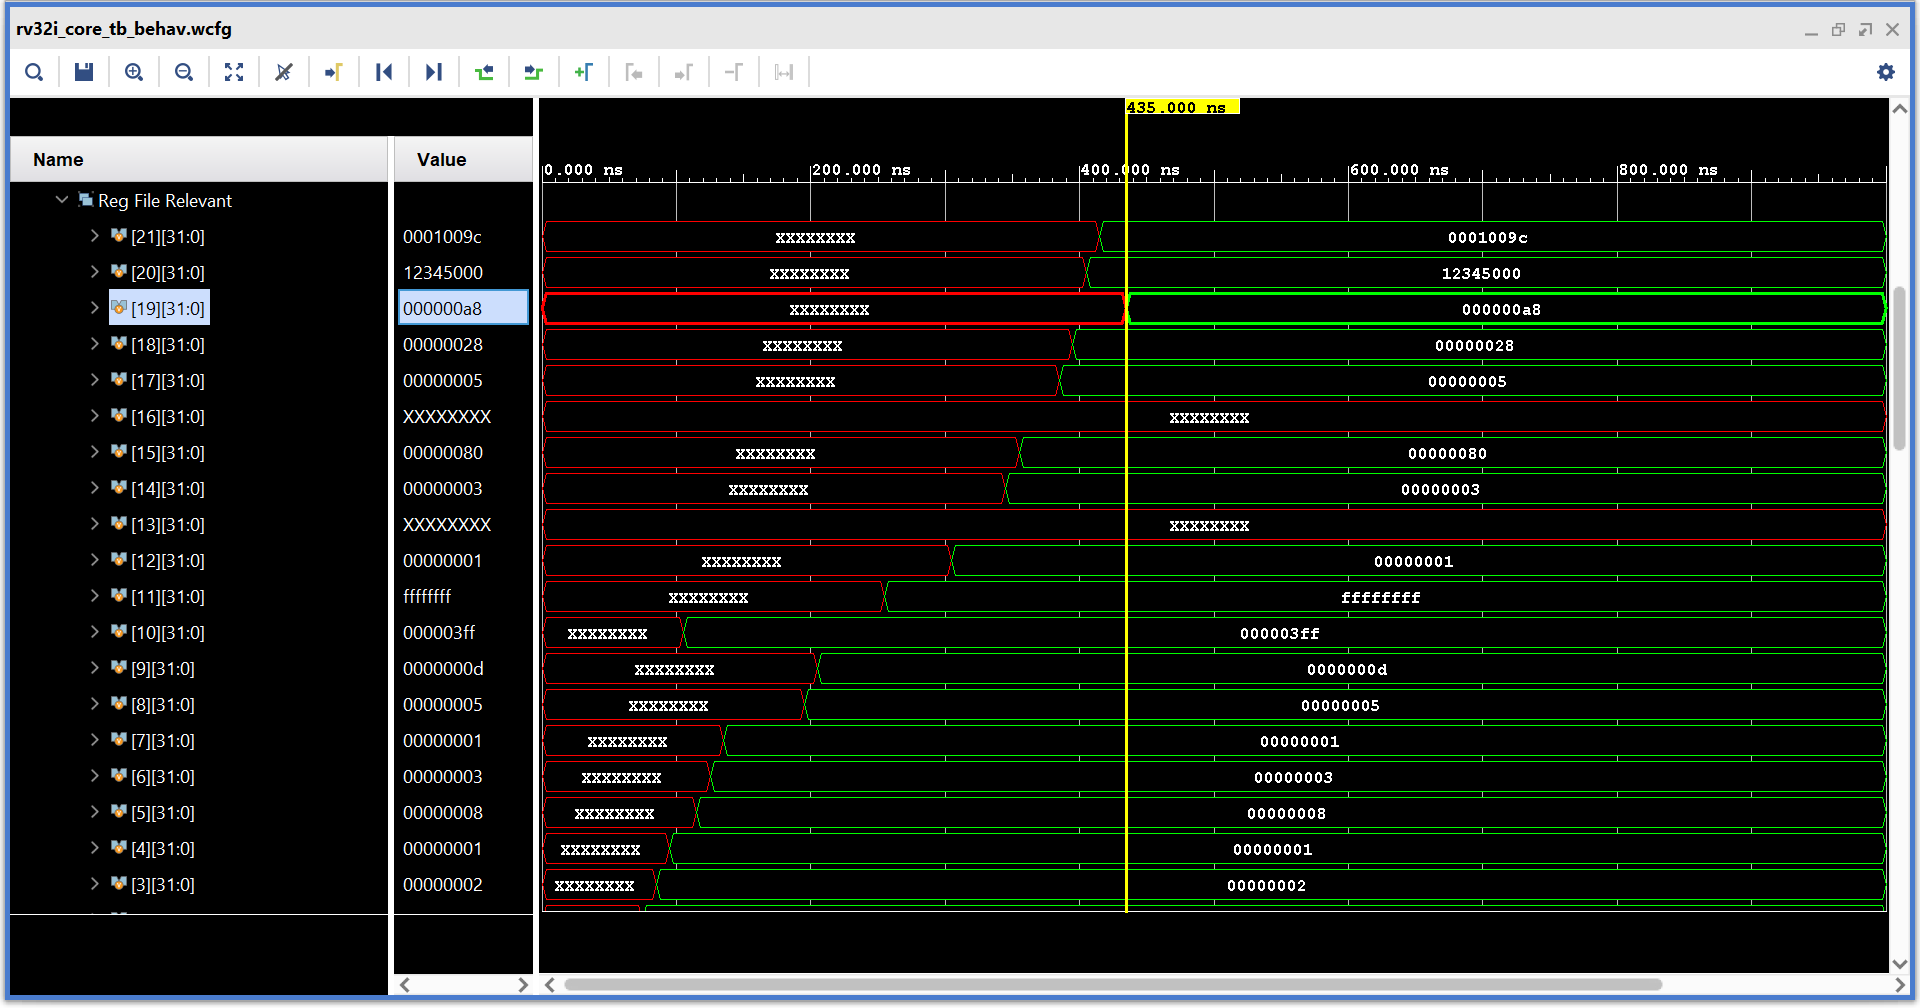 rv32i_core_tb_behav.wcfg
435.000 ns
Name Value
0.000 ns 200.000 ns 400.000 ns 600.000 ns 800.000 ns
Reg File Relevant
[21][31:0] 0001009c XXXXXXXX 0001009c
[20][31:0] 12345000 XXXXXXXX 12345000
[19][31:0] 000000a8 XXXXXXXX 000000a8
[18][31:0] 00000028 XXXXXXXX 00000028
[17][31:0] 00000005 XXXXXXXX 00000005
[16][31:0] XXXXXXXX XXXXXXXX
[15][31:0] 00000080 XXXXXXXX 00000080
[14][31:0] 00000003 XXXXXXXX 00000003
[13][31:0] XXXXXXXX XXXXXXXX
[12][31:0] 00000001 XXXXXXXX 00000001
[11][31:0] ffffffff XXXXXXXX ffffffff
[10][31:0] 000003ff XXXXXXXX 000003ff
[9][31:0] 0000000d XXXXXXXX 0000000d
[8][31:0] 00000005 XXXXXXXX 00000005
[7][31:0] 00000001 XXXXXXXX 00000001
[6][31:0] 00000003 XXXXXXXX 00000003
[5][31:0] 00000008 XXXXXXXX 00000008
[4][31:0] 00000001 XXXXXXXX 00000001
[3][31:0] 00000002 XXXXXXXX 00000002